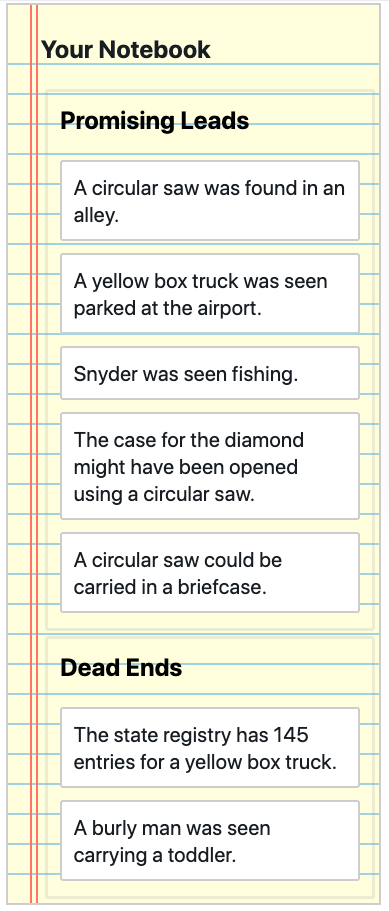 Your Notebook
Promising Leads
A circular saw was found in an
alley.
A yellow box truck was seen
parked at the airport.
Snyder was seen fishing.
The case for the diamond
might have been opened
using a circular saw.
A circular saw could be
carried in a briefcase.
Dead Ends
The state registry has 145
entries for a yellow box truck.
A burly man was seen
carrying a toddler.